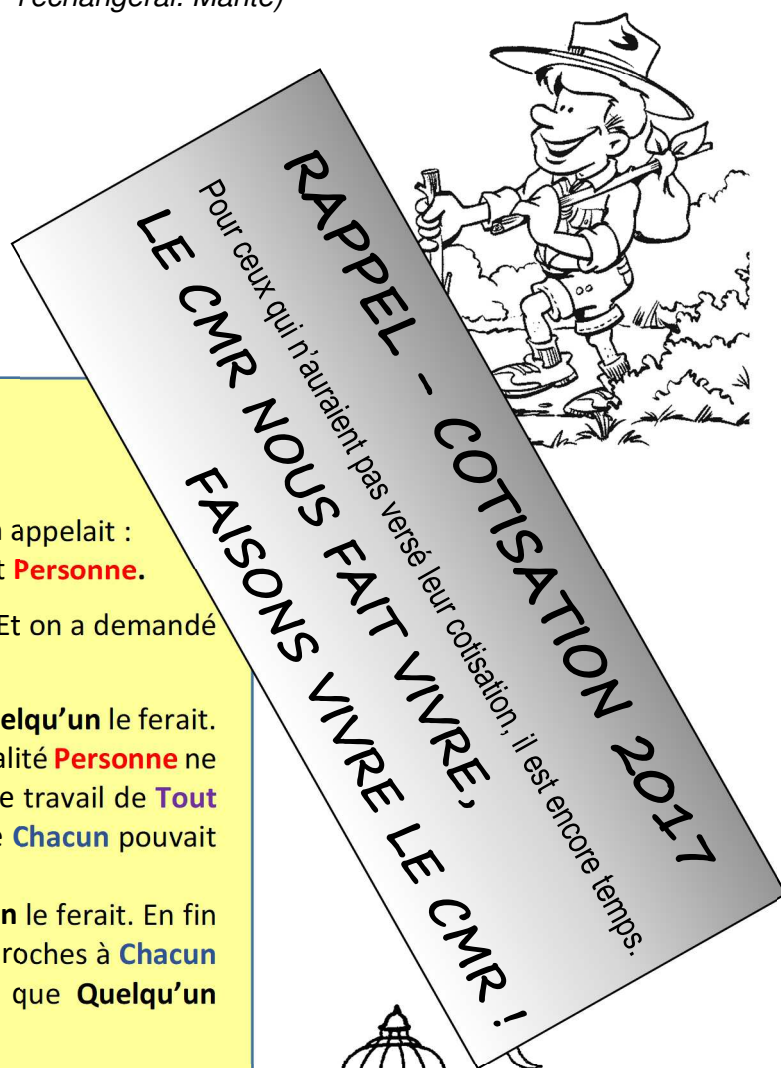 l'échangerai. Marité)
RAPPEL - COTISATION 2017
Pour ceux qui n'auraient pas versé leur cotisation, il est encore temps.
LE CMR NOUS FAIT VIVRE,
FAISONS VIVRE LE CMR !
appelait :
Personne.
Et on a demandé
elqu'un le ferait.
alité Personne ne
e travail de Tout
Chacun pouvait
n le ferait. En fin
roches à Chacun
que Quelqu'un